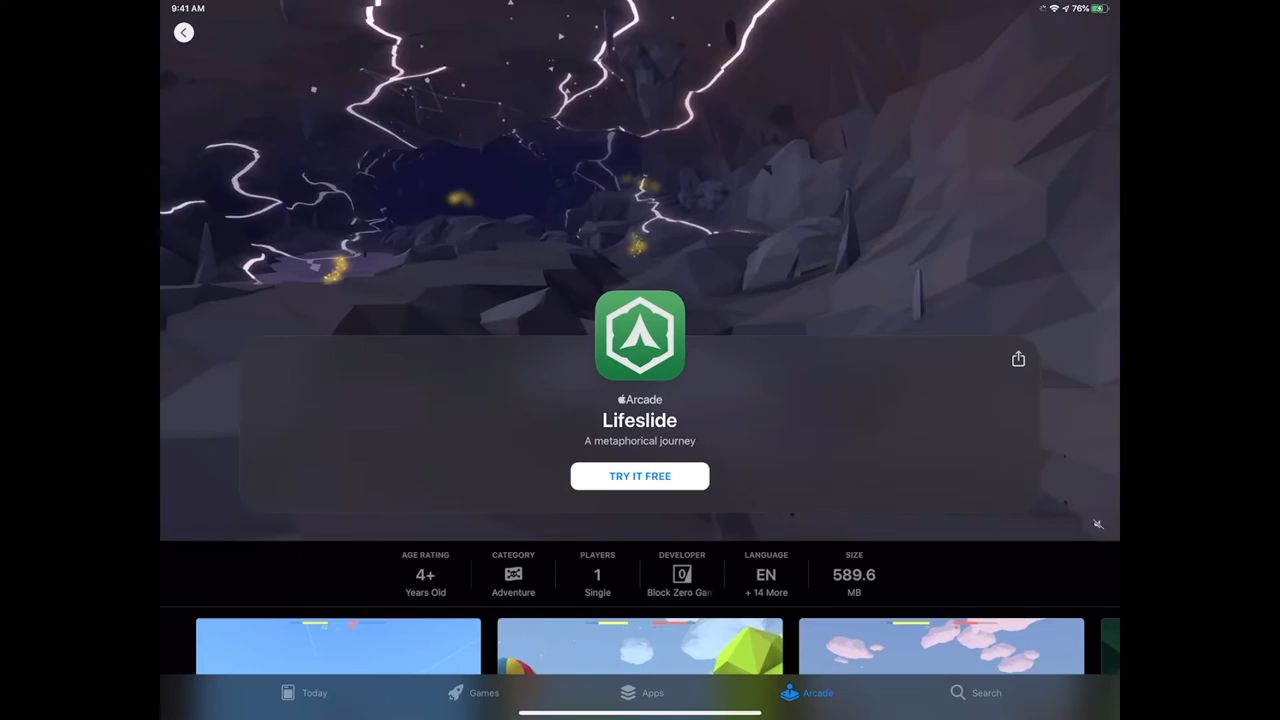 9:41 AM
76%
Arcade
Lifeslide
A metaphorical journey
TRY IT FREE
AGE RATING
4+
Years Old
CATEGORY
Adventure
PLAYERS
1
Single
DEVELOPER
Block Zero Gan
LANGUAGE
EN
+ 14 More
SIZE
589.6
MB
Today
Games
Apps
Arcade
Search